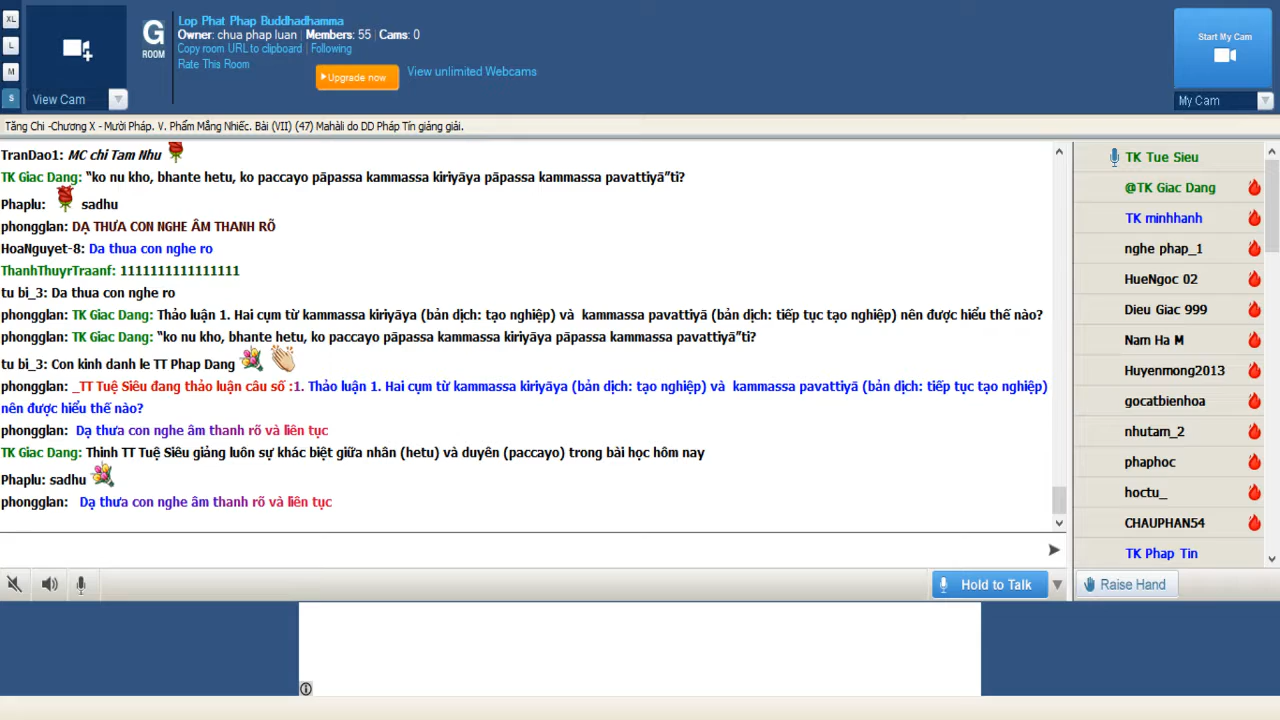 XL
L
M
S
View Cam
G
ROOM
Lop Phat Phap Buddhadhamma
Owner: chua phap luan | Members: 55 | Cams: 0
Copy room URL to clipboard | Following
Rate This Room
Upgrade now
View unlimited Webcams
Start My Cam
My Cam
Tăng Chi -Chương X - Mười Pháp. V. Phẩm Mắng Nhiếc. Bài (VII) (47) Mahàli do DD Pháp Tín giảng giải.
TranDao1: MC chi Tam Nhu
TK Giac Dang: “ko nu kho, bhante hetu, ko paccayo pāpassa kammassa kiriyāya pāpassa kammassa pavattiyā”ti?
Phaplu: sadhu
phongglan: DẠ THƯA CON NGHE ÂM THANH RÕ
HoaNguyet-8: Da thua con nghe ro
ThanhThuyrTraanf: 1111111111111111
tu bi_3: Da thua con nghe ro
phongglan: TK Giac Dang: Thảo luận 1. Hai cụm từ kammassa kiriyāya (bản dịch: tạo nghiệp) và kammassa pavattiyā (bản dịch: tiếp tục tạo nghiệp) nên được hiểu thế nào?
phongglan: TK Giac Dang: “ko nu kho, bhante hetu, ko paccayo pāpassa kammassa kiriyāya pāpassa kammassa pavattiyā”ti?
tu bi_3: Con kinh danh le TT Phap Dang
phongglan: _TT Tuệ Siêu đang thảo luận câu số :1. Thảo luận 1. Hai cụm từ kammassa kiriyāya (bản dịch: tạo nghiệp) và kammassa pavattiyā (bản dịch: tiếp tục tạo nghiệp)
nên được hiểu thế nào?
phongglan: Dạ thưa con nghe âm thanh rõ và liên tục
TK Giac Dang: Thỉnh TT Tuệ Siêu giảng luôn sự khác biệt giữa nhân (hetu) và duyên (paccayo) trong bài học hôm nay
Phaplu: sadhu
phongglan: Dạ thưa con nghe âm thanh rõ và liên tục
TK Tue Sieu
@TK Giac Dang
TK minhhanh
nghe phap_1
HueNgoc 02
Dieu Giac 999
Nam Ha M
Huyenmong2013
gocatbienhoa
nhutam_2
phaphoc
hoctu_
CHAUPHAN54
TK Phap Tin
Hold to Talk
Raise Hand